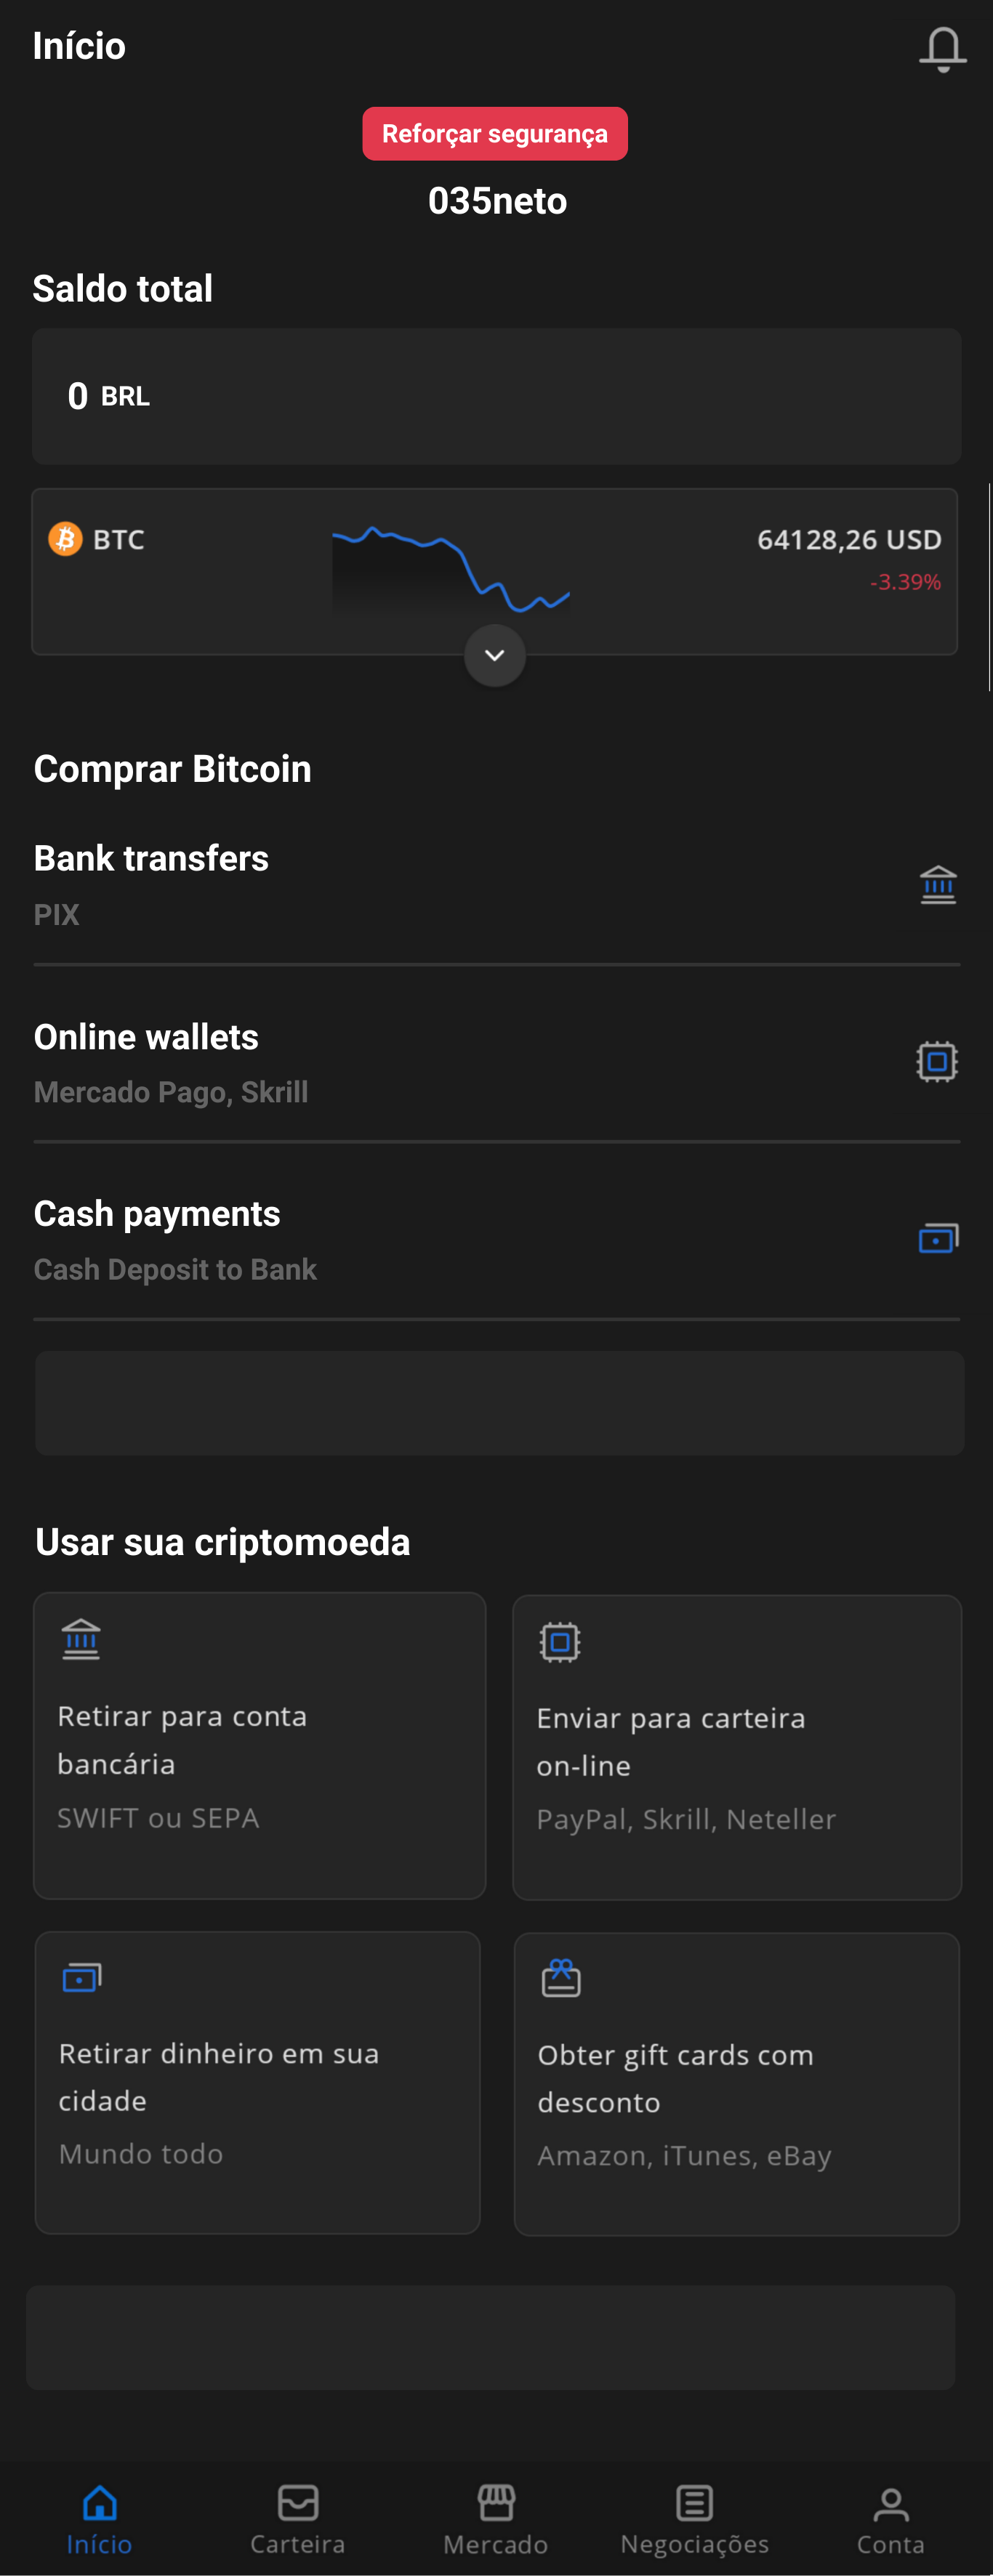 Início
Reforçar segurança
035neto
Saldo total
0 BRL
BTC
64128,26 USD
-3.39%
Comprar Bitcoin
Bank transfers
PIX
Online wallets
Mercado Pago, Skrill
Cash payments
Cash Deposit to Bank
Usar sua criptomoeda
Retirar para conta
bancária
SWIFT ou SEPA
Enviar para carteira
on-line
PayPal, Skrill, Neteller
Retirar dinheiro em sua
cidade
Mundo todo
Obter gift cards com
desconto
Amazon, iTunes, eBay
Início
Carteira
Mercado
Negociações
Conta